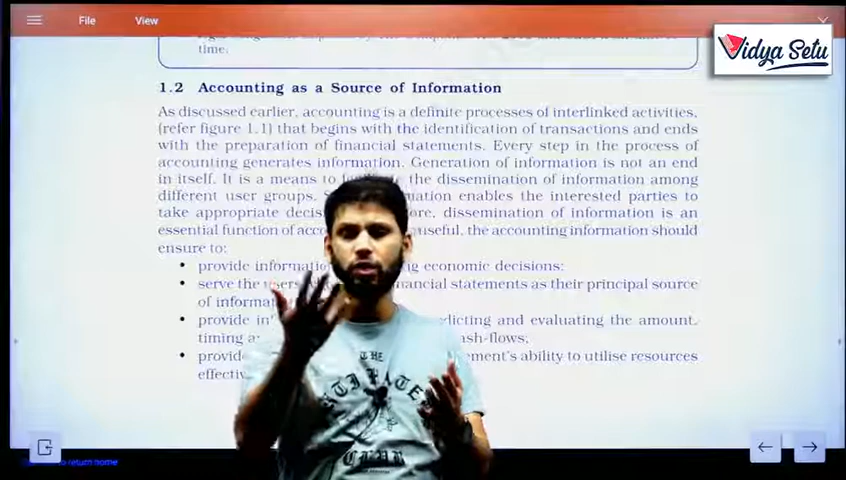 File View
Vidya Setu
time.
1.2 Accounting as a Source of Information
As discussed earlier, accounting is a definite processes of interlinked activities,
(refer figure 1.1) that begins with the identification of transactions and ends
with the preparation of financial statements. Every step in the process of
accounting generates information. Generation of information is not an end
in itself. It is a means to the dissemination of information among
different user groups. enables the interested parties to
take appropriate dissemination of information is an
essential function of useful, the accounting information should
ensure to:
• provide economic decisions;
• serve the statements as their principal source
of
• provide and evaluating the amount,
timing
• provide ability to utilise resources
to return home